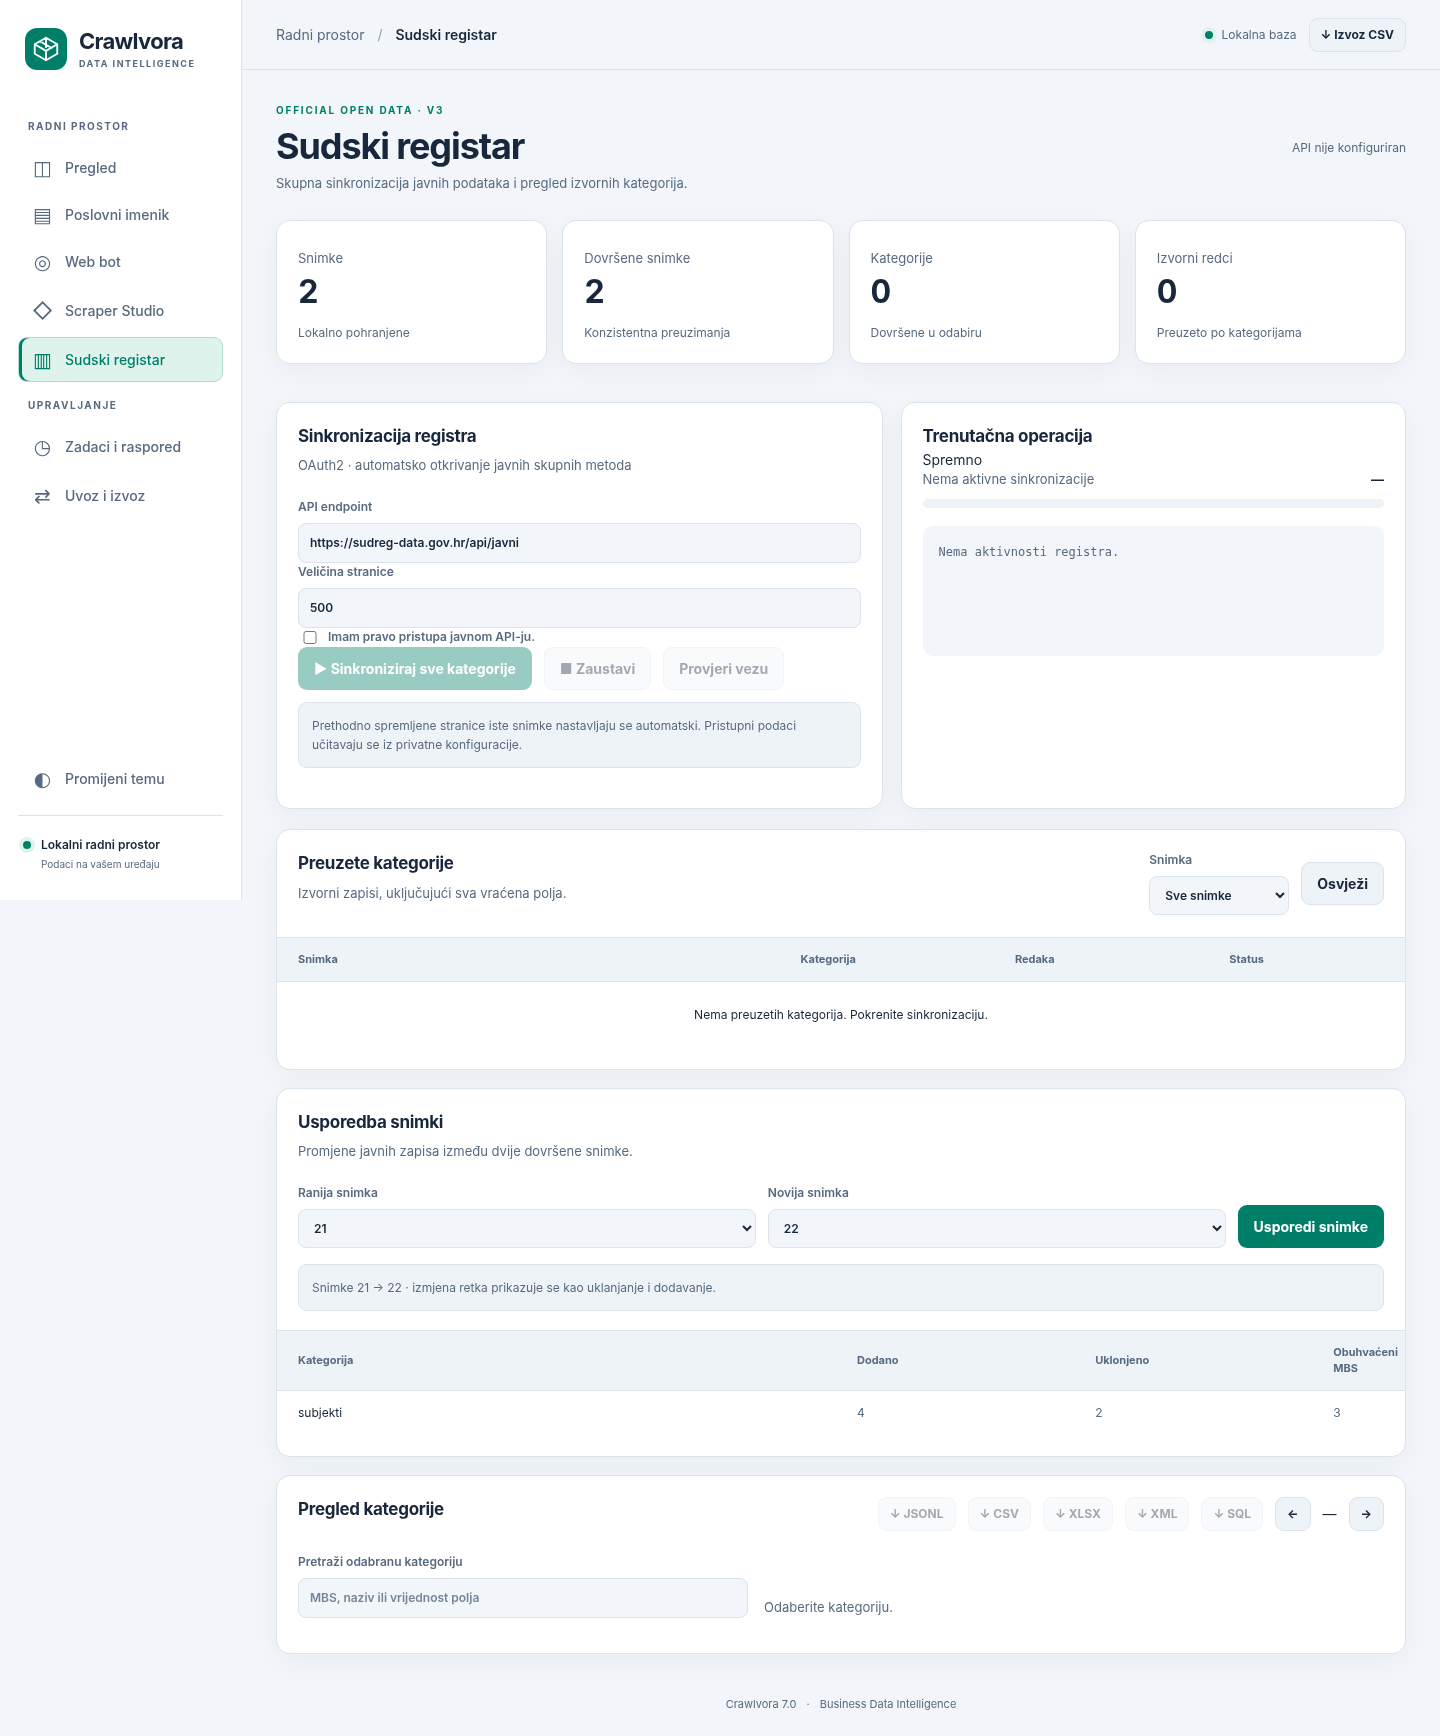 Crawlvora
DATA INTELLIGENCE
RADNI PROSTOR
Pregled
Poslovni imenik
Web bot
Scraper Studio
Sudski registar
UPRAVLJANJE
Zadaci i raspored
Uvoz i izvoz
Promijeni temu
Lokalni radni prostor
Podaci na vašem uređaju
Radni prostor / Sudski registar
Lokalna baza
↓ Izvoz CSV
OFFICIAL OPEN DATA · V3
Sudski registar
API nije konfiguriran
Skupna sinkronizacija javnih podataka i pregled izvornih kategorija.
Snimke
2
Lokalno pohranjene
Dovršene snimke
2
Konzistentna preuzimanja
Kategorije
0
Dovršene u odabiru
Izvorni redci
0
Preuzeto po kategorijama
Sinkronizacija registra
OAuth2 · automatsko otkrivanje javnih skupnih metoda
API endpoint
https://sudreg-data.gov.hr/api/javni
Veličina stranice
500
Imam pravo pristupa javnom API-ju.
▶ Sinkroniziraj sve kategorije
■ Zaustavi
Provjeri vezu
Prethodno spremljene stranice iste snimke nastavljaju se automatski. Pristupni podaci
učitavaju se iz privatne konfiguracije.
Trenutačna operacija
Spremno
Nema aktivne sinkronizacije —
Nema aktivnosti registra.
Preuzete kategorije
Izvorni zapisi, uključujući sva vraćena polja.
Snimka
Sve snimke
Osvježi
Snimka Kategorija Redaka Status
Nema preuzetih kategorija. Pokrenite sinkronizaciju.
Usporedba snimki
Promjene javnih zapisa između dvije dovršene snimke.
Ranija snimka
21
Novija snimka
22
Usporedi snimke
Snimke 21 → 22 · izmjena retka prikazuje se kao uklanjanje i dodavanje.
Kategorija Dodano Uklonjeno Obuhvaćeni
MBS
subjekti 4 2 3
Pregled kategorije
↓ JSONL ↓ CSV ↓ XLSX ↓ XML ↓ SQL ← — →
Pretraži odabranu kategoriju
MBS, naziv ili vrijednost polja
Odaberite kategoriju.
Crawlvora 7.0 · Business Data Intelligence